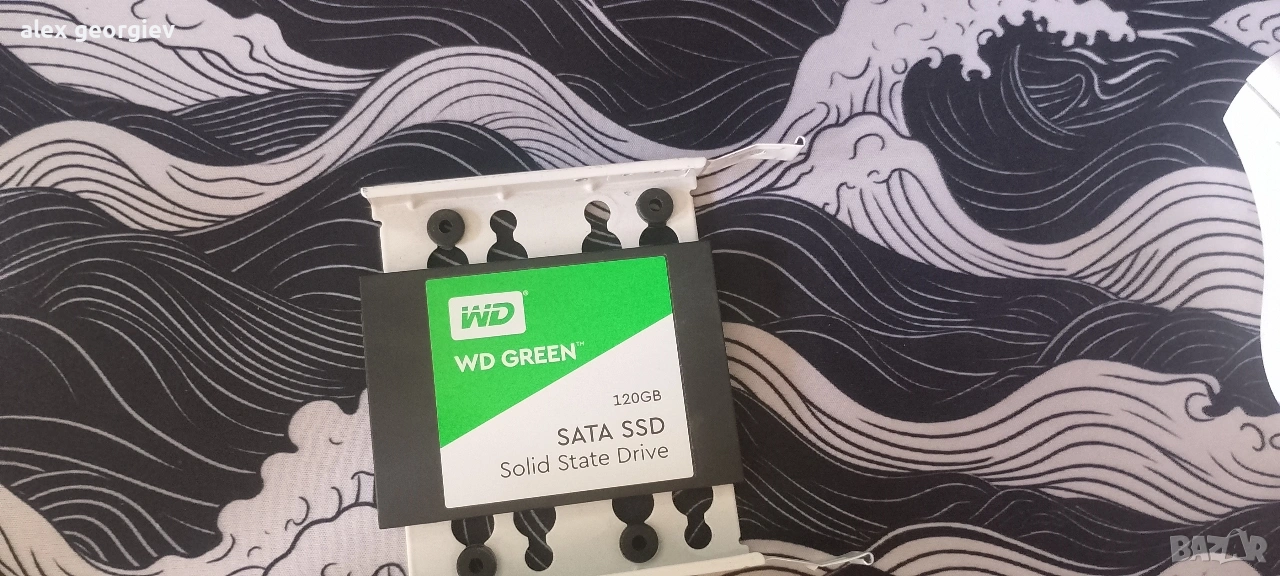 alex georgiev
WD®
WD GREEN™
120GB
SATA SSD
Solid State Drive
BAZAR